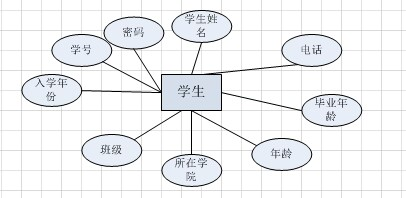 密码
学生姓
名
学号
电话
入学年
份
学生
毕业年
龄
班级
所在学
院
年龄